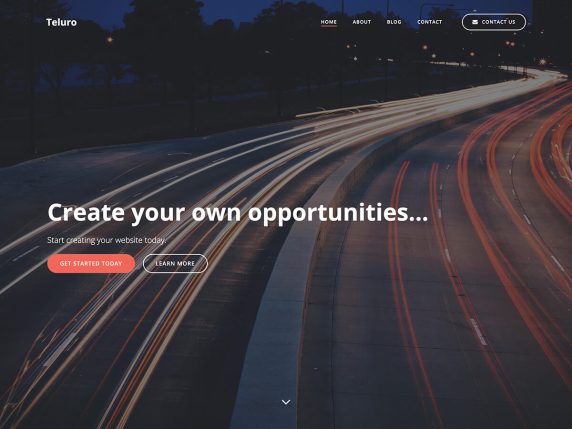 Teluro
HOME
ABOUT
BLOG
CONTACT
CONTACT US
Create your own opportunities...
Start creating your website today.
GET STARTED TODAY
LEARN MORE